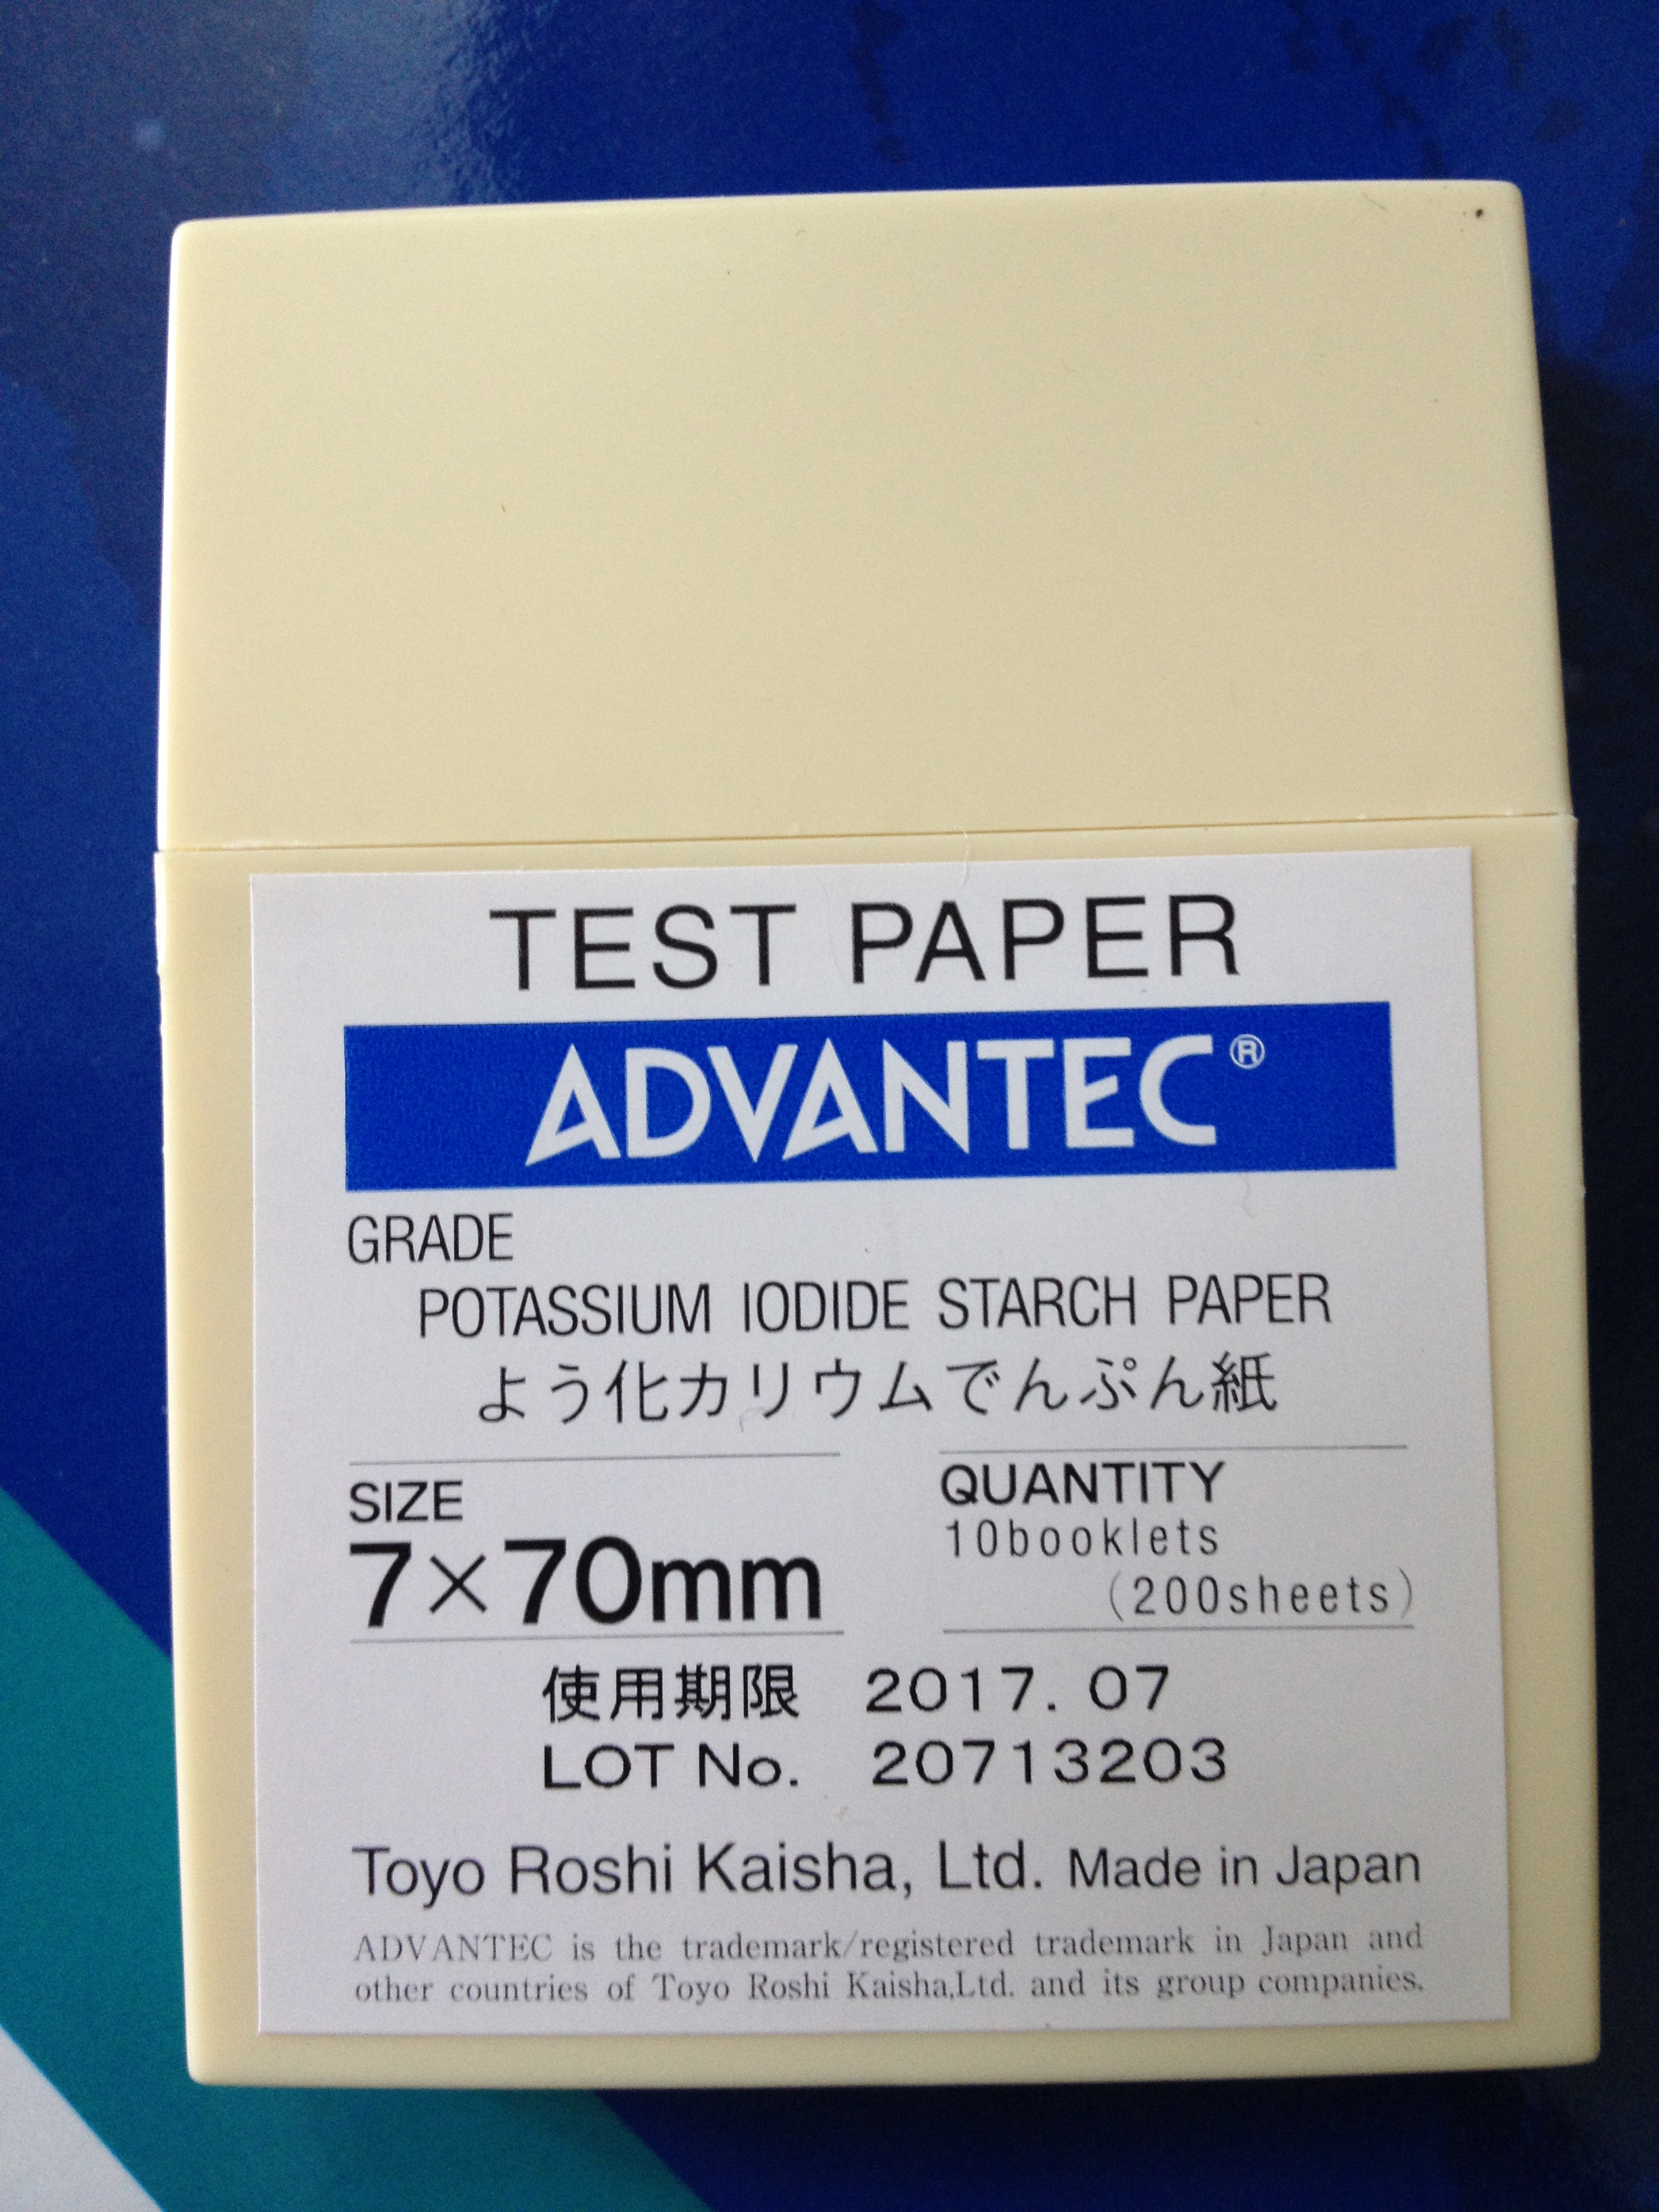 TEST PAPER
ADVANTEC®
GRADE
POTASSIUM IODIDE STARCH PAPER
よう化カリウムでんぷん紙
SIZE
7×70mm
QUANTITY
10booklets
(200sheets)
使用期限 2017. 07
LOT No. 20713203
Toyo Roshi Kaisha, Ltd. Made in Japan
ADVANTEC is the trademark/registered trademark in Japan and
other countries of Toyo Roshi Kaisha,Ltd. and its group companies.